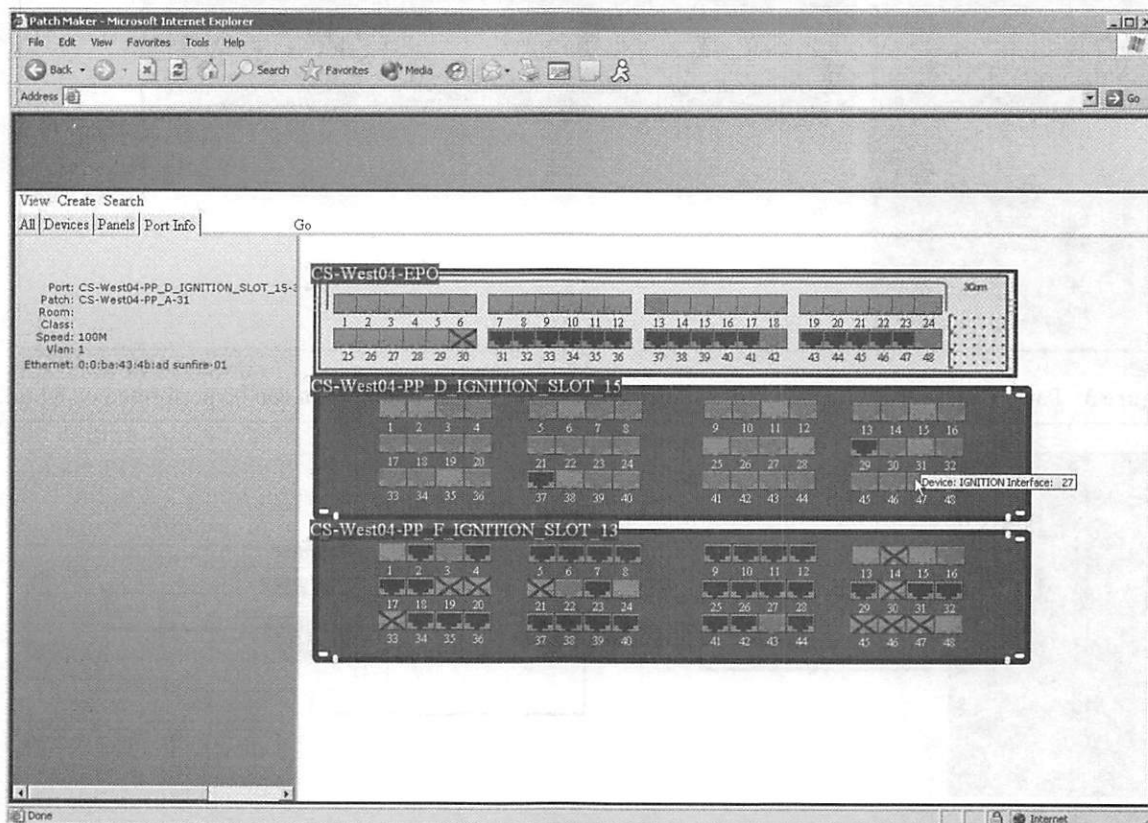 Patch Maker - Microsoft Internet Explorer
File Edit View Favorites Tools Help
Back Search Favorites Media
Address Go
View Create Search
All Devices Panels Port Info Go
Port: CS-West04-PP_D_IGNITION_SLOT_15-3
Patch: CS-West04-PP_A-31
Room:
Class:
Speed: 100M
Vlan: 1
Ethernet: 0:0:ba:43:4b:ad sunfire-01
CS-West04-EPO
3Com
1 2 3 4 5 6 7 8 9 10 11 12 13 14 15 16 17 18 19 20 21 22 23 24
25 26 27 28 29 30 31 32 33 34 35 36 37 38 39 40 41 42 43 44 45 46 47 48
CS-West04-PP_D_IGNITION_SLOT_15
1 2 3 4 5 6 7 8 9 10 11 12 13 14 15 16
17 18 19 20 21 22 23 24 25 26 27 28 29 30 31 32
Device: IGNITION Interface: 27
33 34 35 36 37 38 39 40 41 42 43 44 45 46 47 48
CS-West04-PP_F_IGNITION_SLOT_13
1 2 3 4 5 6 7 8 9 10 11 12 13 14 15 16
17 18 19 20 21 22 23 24 25 26 27 28 29 30 31 32
33 34 35 36 37 38 39 40 41 42 43 44 45 46 47 48
Done Internet